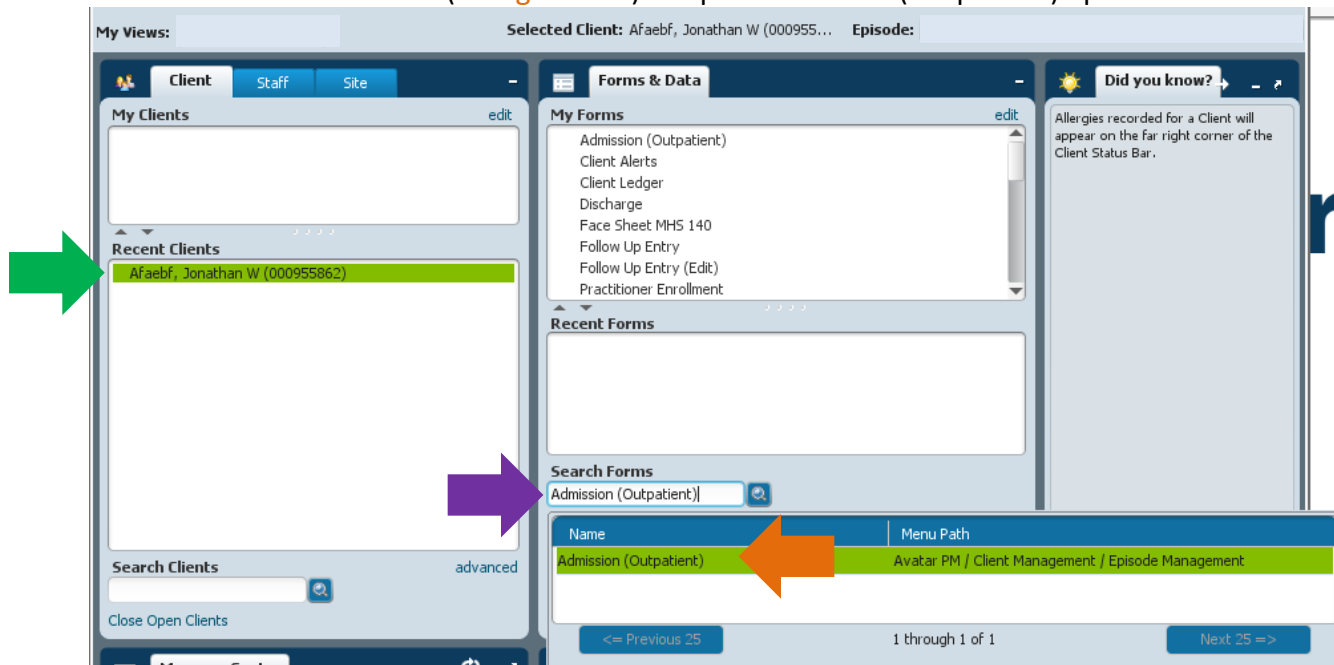 My Views:
Selected Client: Afaebf, Jonathan W (000955... Episode:
Client Staff Site
My Clients edit
Recent Clients
Afaebf, Jonathan W (000955862)
Search Clients advanced
Close Open Clients
Forms & Data
My Forms edit
Admission (Outpatient)
Client Alerts
Client Ledger
Discharge
Face Sheet MHS 140
Follow Up Entry
Follow Up Entry (Edit)
Practitioner Enrollment
Recent Forms
Search Forms
Admission (Outpatient)
Name Menu Path
Admission (Outpatient) Avatar PM / Client Management / Episode Management
<= Previous 25 1 through 1 of 1 Next 25 =>
Did you know?
Allergies recorded for a Client will
appear on the far right corner of the
Client Status Bar.